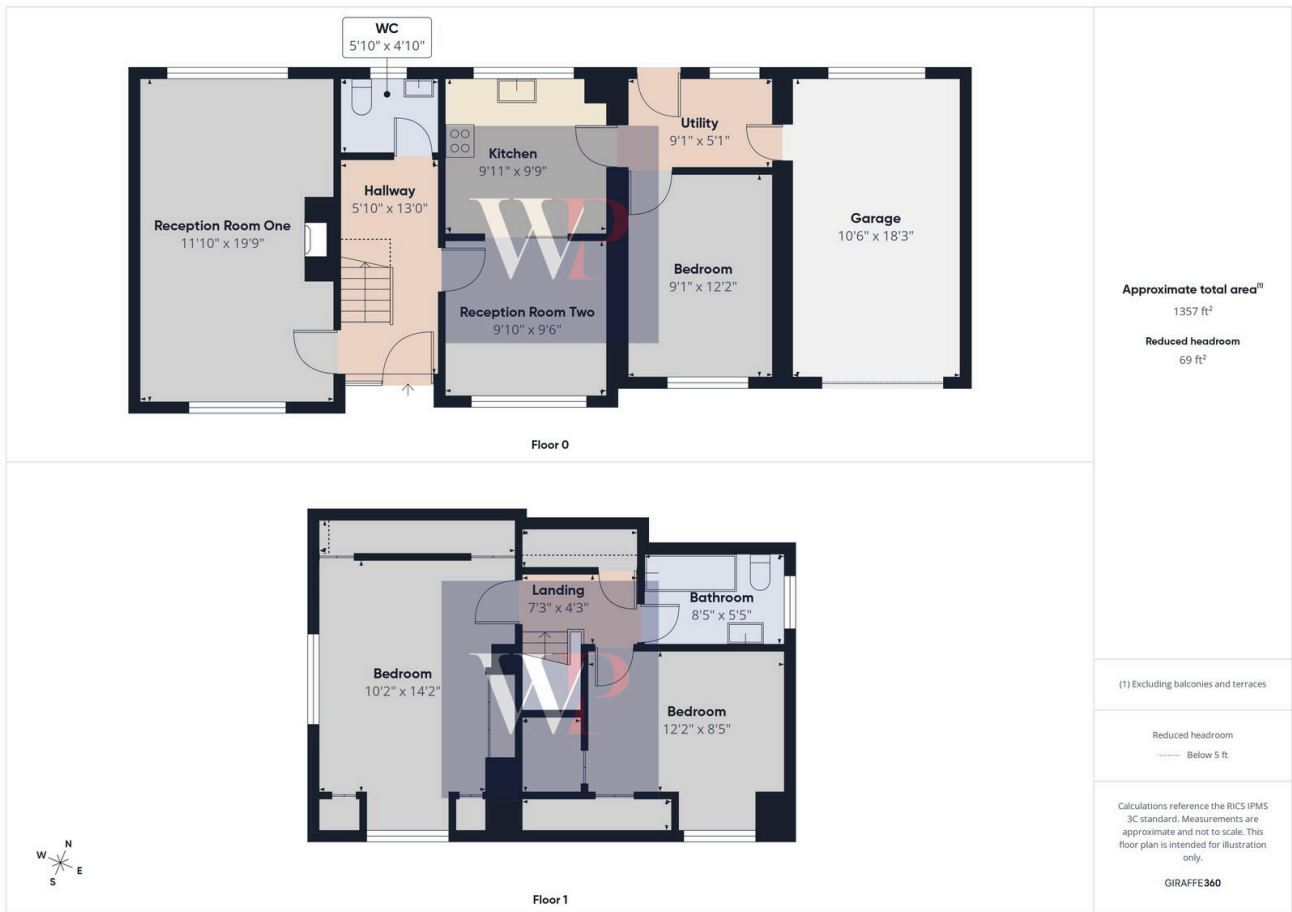 WC
5'10" x 4'10"
Reception Room One
11'10" x 19'9"
Hallway
5'10" x 13'0"
Kitchen
9'11" x 9'9"
Utility
9'1" x 5'1"
Garage
10'6" x 18'3"
Bedroom
9'1" x 12'2"
Reception Room Two
9'10" x 9'6"
WP
Floor 0
Landing
7'3" x 4'3"
Bathroom
8'5" x 5'5"
Bedroom
10'2" x 14'2"
Bedroom
12'2" x 8'5"
WP
N
W
E
S
Floor 1
Approximate total area(1)
1357 ft²
Reduced headroom
69 ft²
(1) Excluding balconies and terraces
Reduced headroom
Below 5 ft
Calculations reference the RICS IPMS
3C standard. Measurements are
approximate and not to scale. This
floor plan is intended for illustration
only.
GIRAFFE360